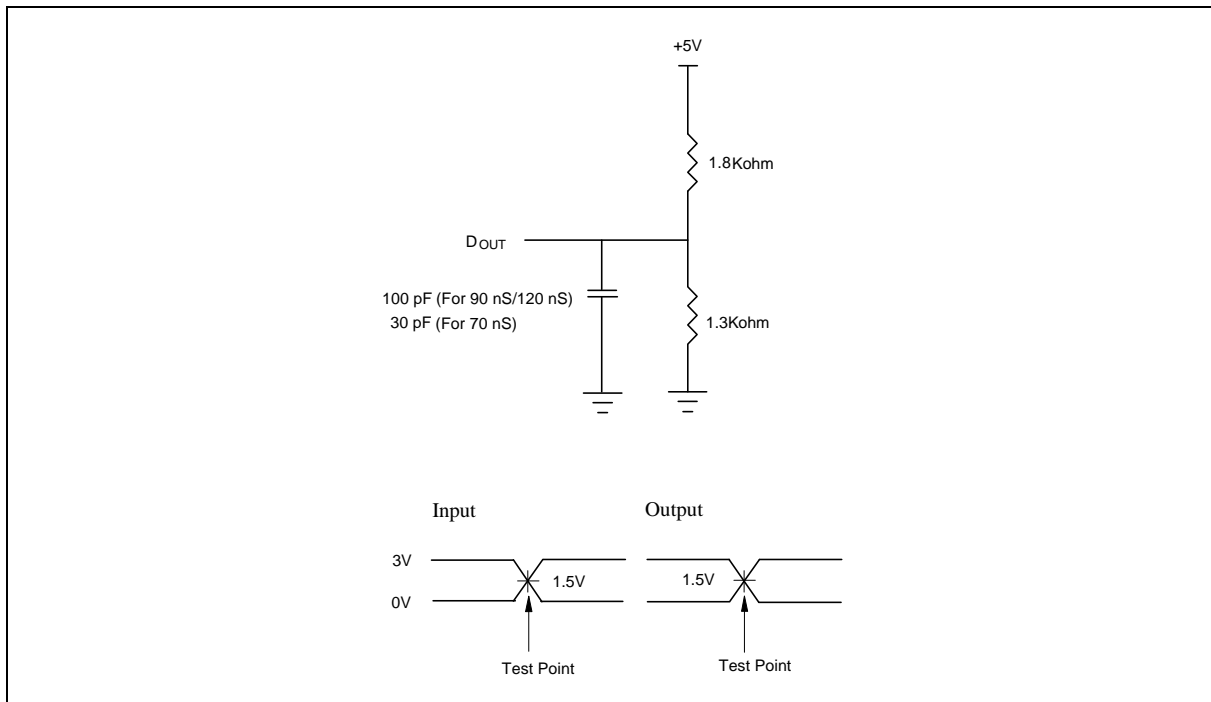 +5V
1.8Kohm
DOUT
100 pF (For 90 nS/120 nS)
30 pF (For 70 nS)
1.3Kohm
Input
Output
3V
1.5V
1.5V
0V
Test Point
Test Point